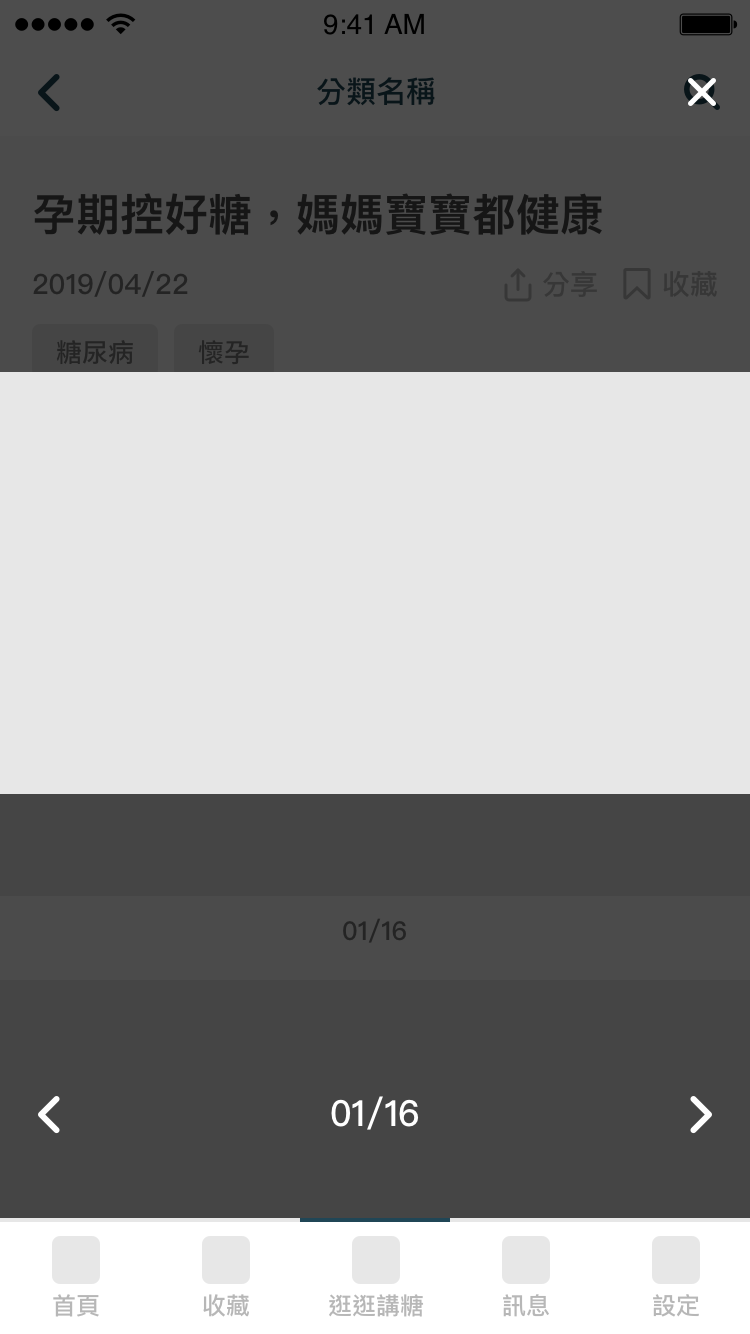 9:41 AM
分類名稱
孕期控好糖，媽媽寶寶都健康
2019/04/22 分享 收藏
糖尿病 懷孕
01/16
01/16
首頁 收藏 逛逛講糖 訊息 設定